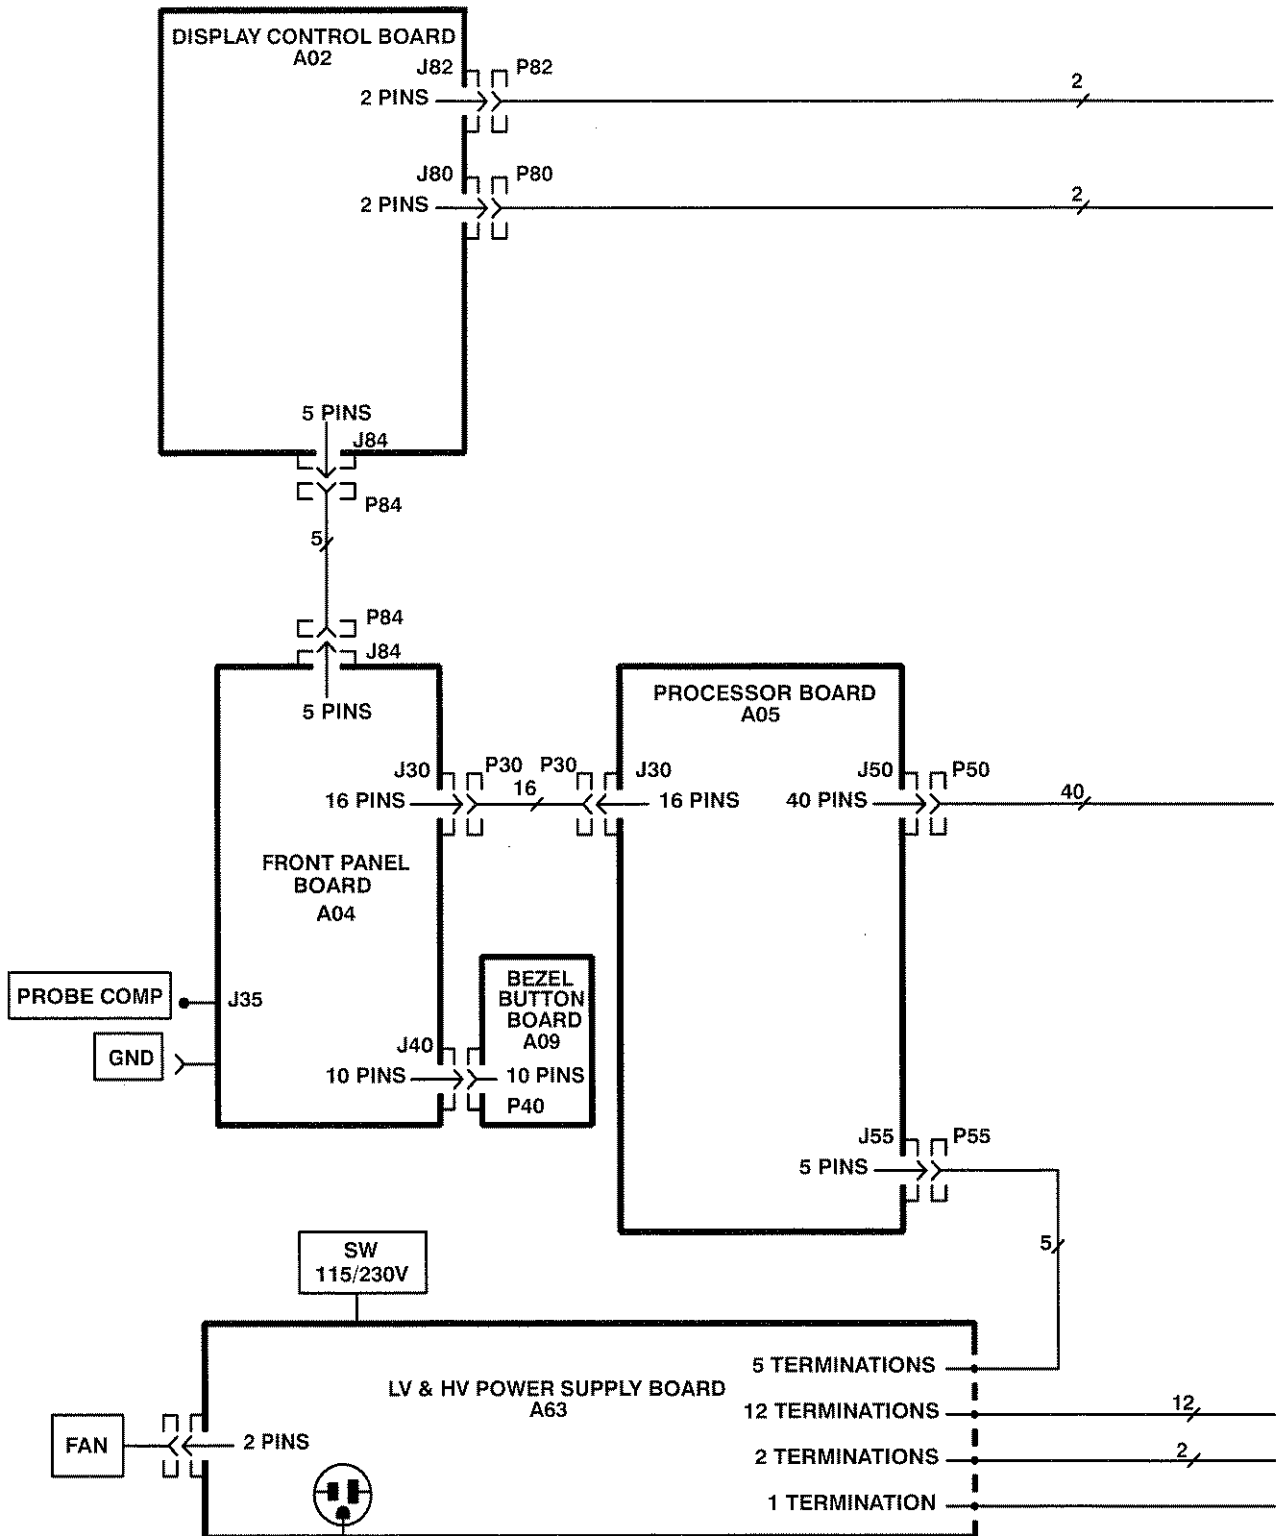 DISPLAY CONTROL BOARD
A02
J82 P82
2 PINS
2
J80 P80
2 PINS
2
5 PINS
J84
P84
5
P84
J84
5 PINS
PROCESSOR BOARD
A05
J30 P30 P30 J30
16 PINS 16 16 PINS
J50 P50
40 PINS 40
FRONT PANEL
BOARD
A04
PROBE COMP J35
GND
BEZEL
BUTTON
BOARD
A09
J40
10 PINS 10 PINS
P40
J55 P55
5 PINS
5
SW
115/230V
5 TERMINATIONS
LV & HV POWER SUPPLY BOARD
A63
12 TERMINATIONS 12
FAN 2 PINS
2 TERMINATIONS 2
1 TERMINATION